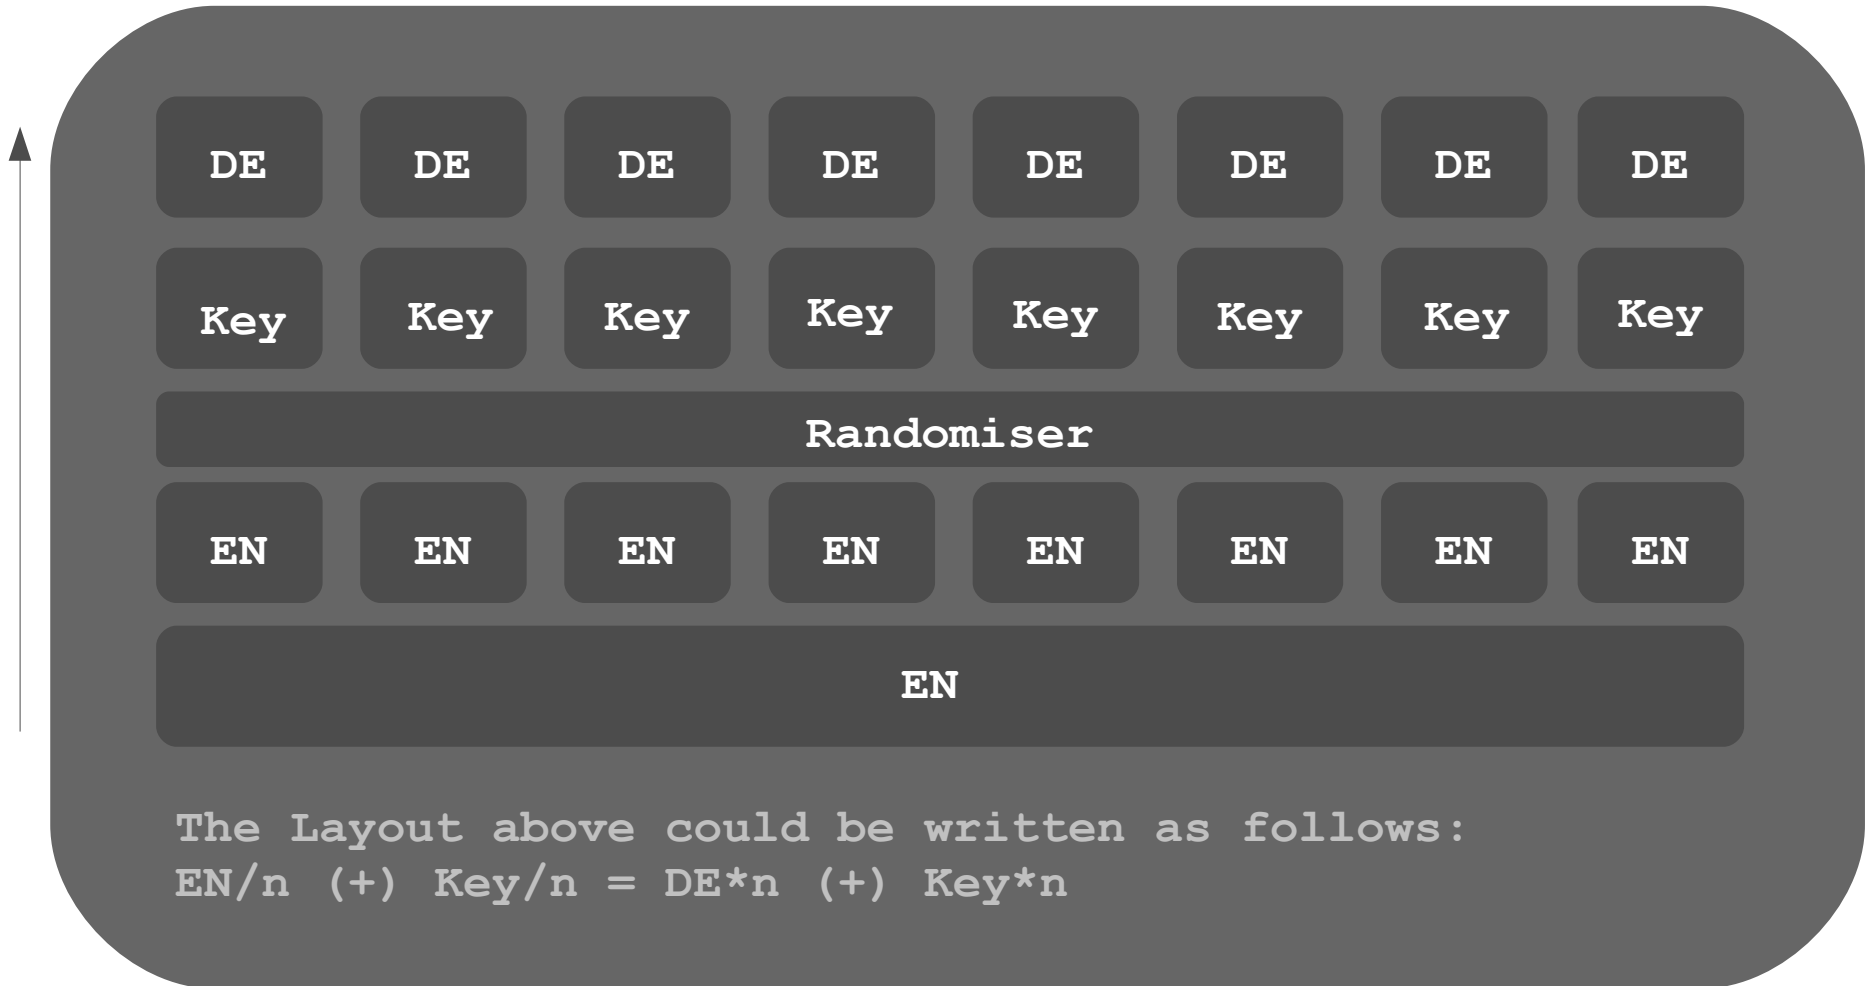 DE DE DE DE DE DE DE DE
Key Key Key Key Key Key Key Key
Randomiser
EN EN EN EN EN EN EN EN
EN
The Layout above could be written as follows:
EN/n (+) Key/n = DE*n (+) Key*n